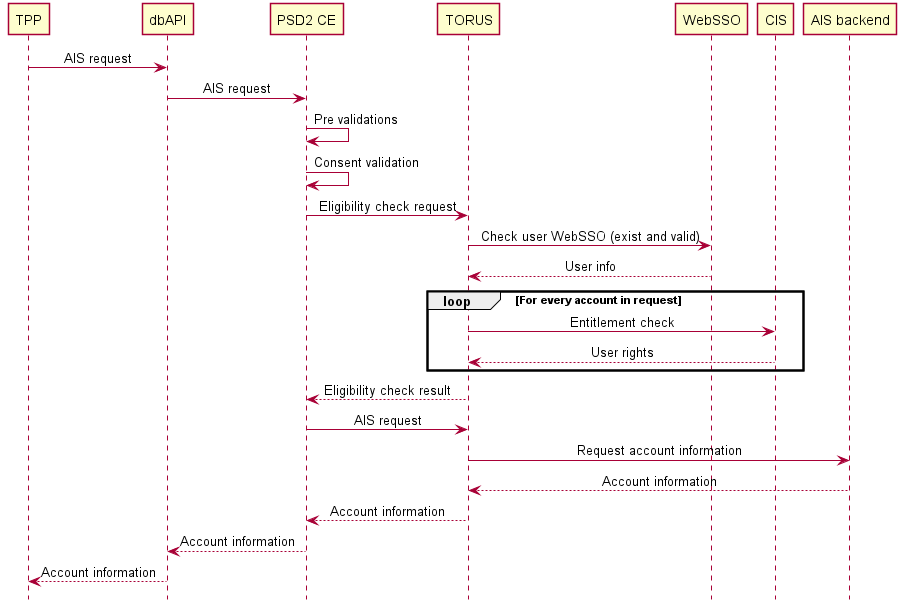 TPP dbAPI PSD2 CE TORUS WebSSO CIS AIS backend
AIS request
AIS request
Pre validations
Consent validation
Eligibility check request
Check user WebSSO (exist and valid)
User info
loop [For every account in request]
Entitlement check
User rights
Eligibility check result
AIS request
Request account information
Account information
Account information
Account information
Account information